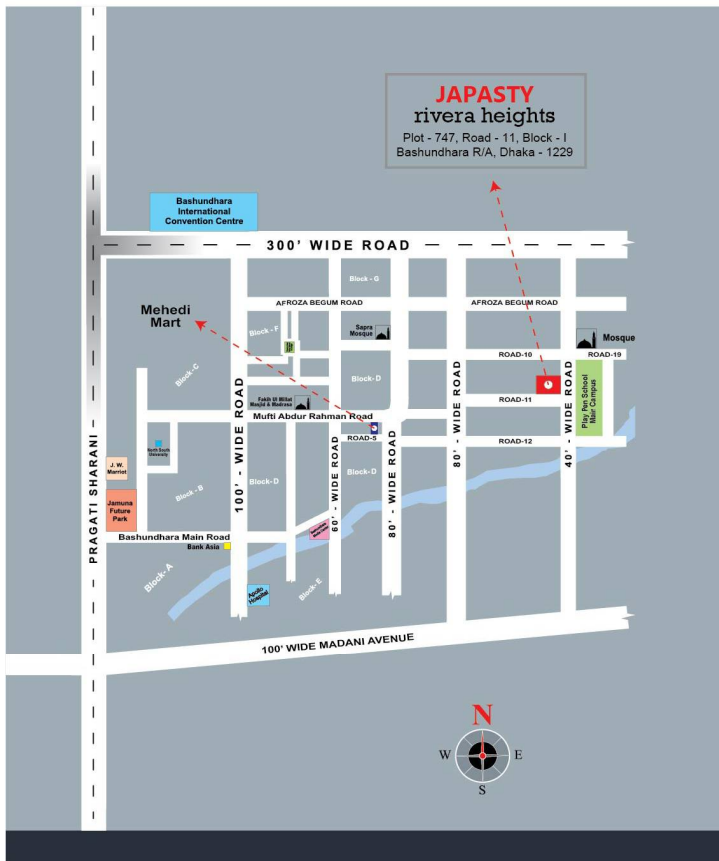 JAPASTY
rivera heights
Plot - 747, Road - 11, Block - I
Bashundhara R/A, Dhaka - 1229
Bashundhara
International
Convention Centre
300' WIDE ROAD
Block - G
AFROZA BEGUM ROAD
AFROZA BEGUM ROAD
Mehedi
Mart
Block - F
Sapra
Mosque
Mosque
ROAD-10
ROAD-19
Block-C
Block-D
Fakih Ul Millat
Masjid & Madrasa
ROAD-11
Play Pen School
Main Campus
Mufti Abdur Rahman Road
ROAD-5
ROAD-12
North South
University
J. W.
Marriot
Block-D
Block-D
Block - B
Jamuna
Future
Park
PRAGATI SHARANI
100' - WIDE ROAD
60' - WIDE ROAD
80' - WIDE ROAD
80' - WIDE ROAD
40' - WIDE ROAD
Bashundhara Main Road
Bank Asia
Block- A
Block-E
Apollo
Hospital
100' WIDE MADANI AVENUE
N
W
E
S